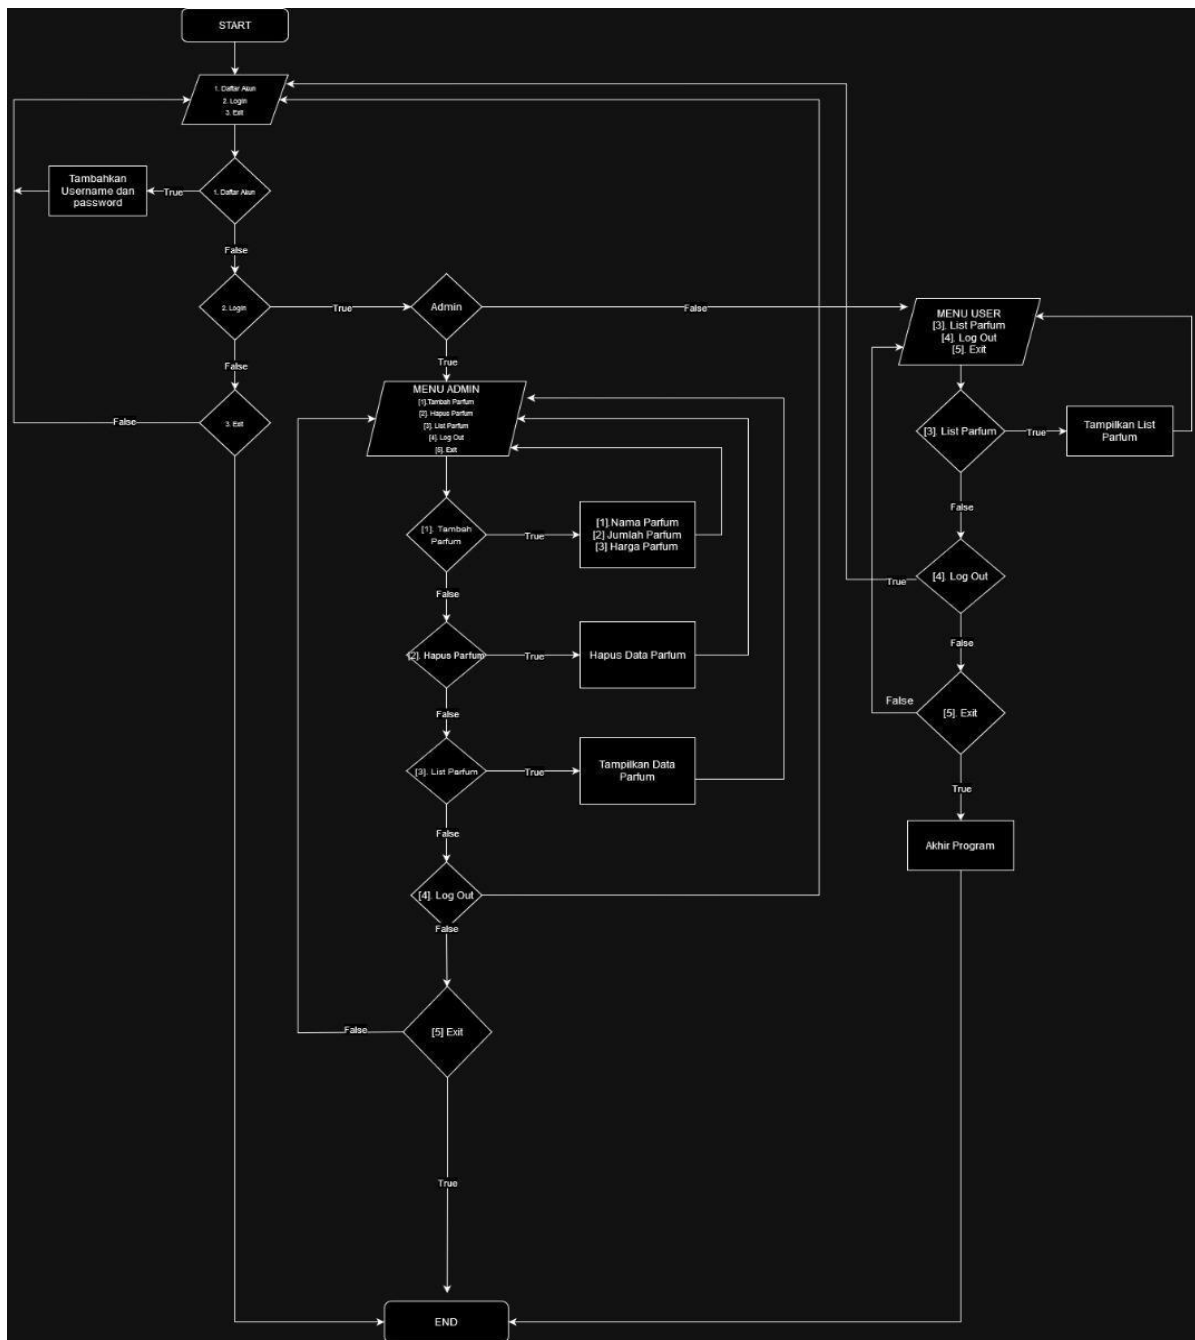 START
1. Daftar Akun
2. Login
3. Exit
Tambahkan
Username dan
password
True
1. Daftar Akun
False
2. Login
True
Admin
False
MENU USER
[3]. List Parfum
[4]. Log Out
[5]. Exit
False
True
3. Exit
False
MENU ADMIN
[1].Tambah Parfum
[2]. Hapus Parfum
[3]. List Parfum
[4]. Log Out
[5]. Exit
[3]. List Parfum
True
Tampilkan List
Parfum
False
[1]. Tambah
Parfum
True
[1].Nama Parfum
[2] Jumlah Parfum
[3] Harga Parfum
False
[4]. Log Out
True
False
[2]. Hapus Parfum
True
Hapus Data Parfum
False
[5]. Exit
False
[3]. List Parfum
True
Tampilkan Data
Parfum
True
False
Akhir Program
[4]. Log Out
False
[5] Exit
False
True
END